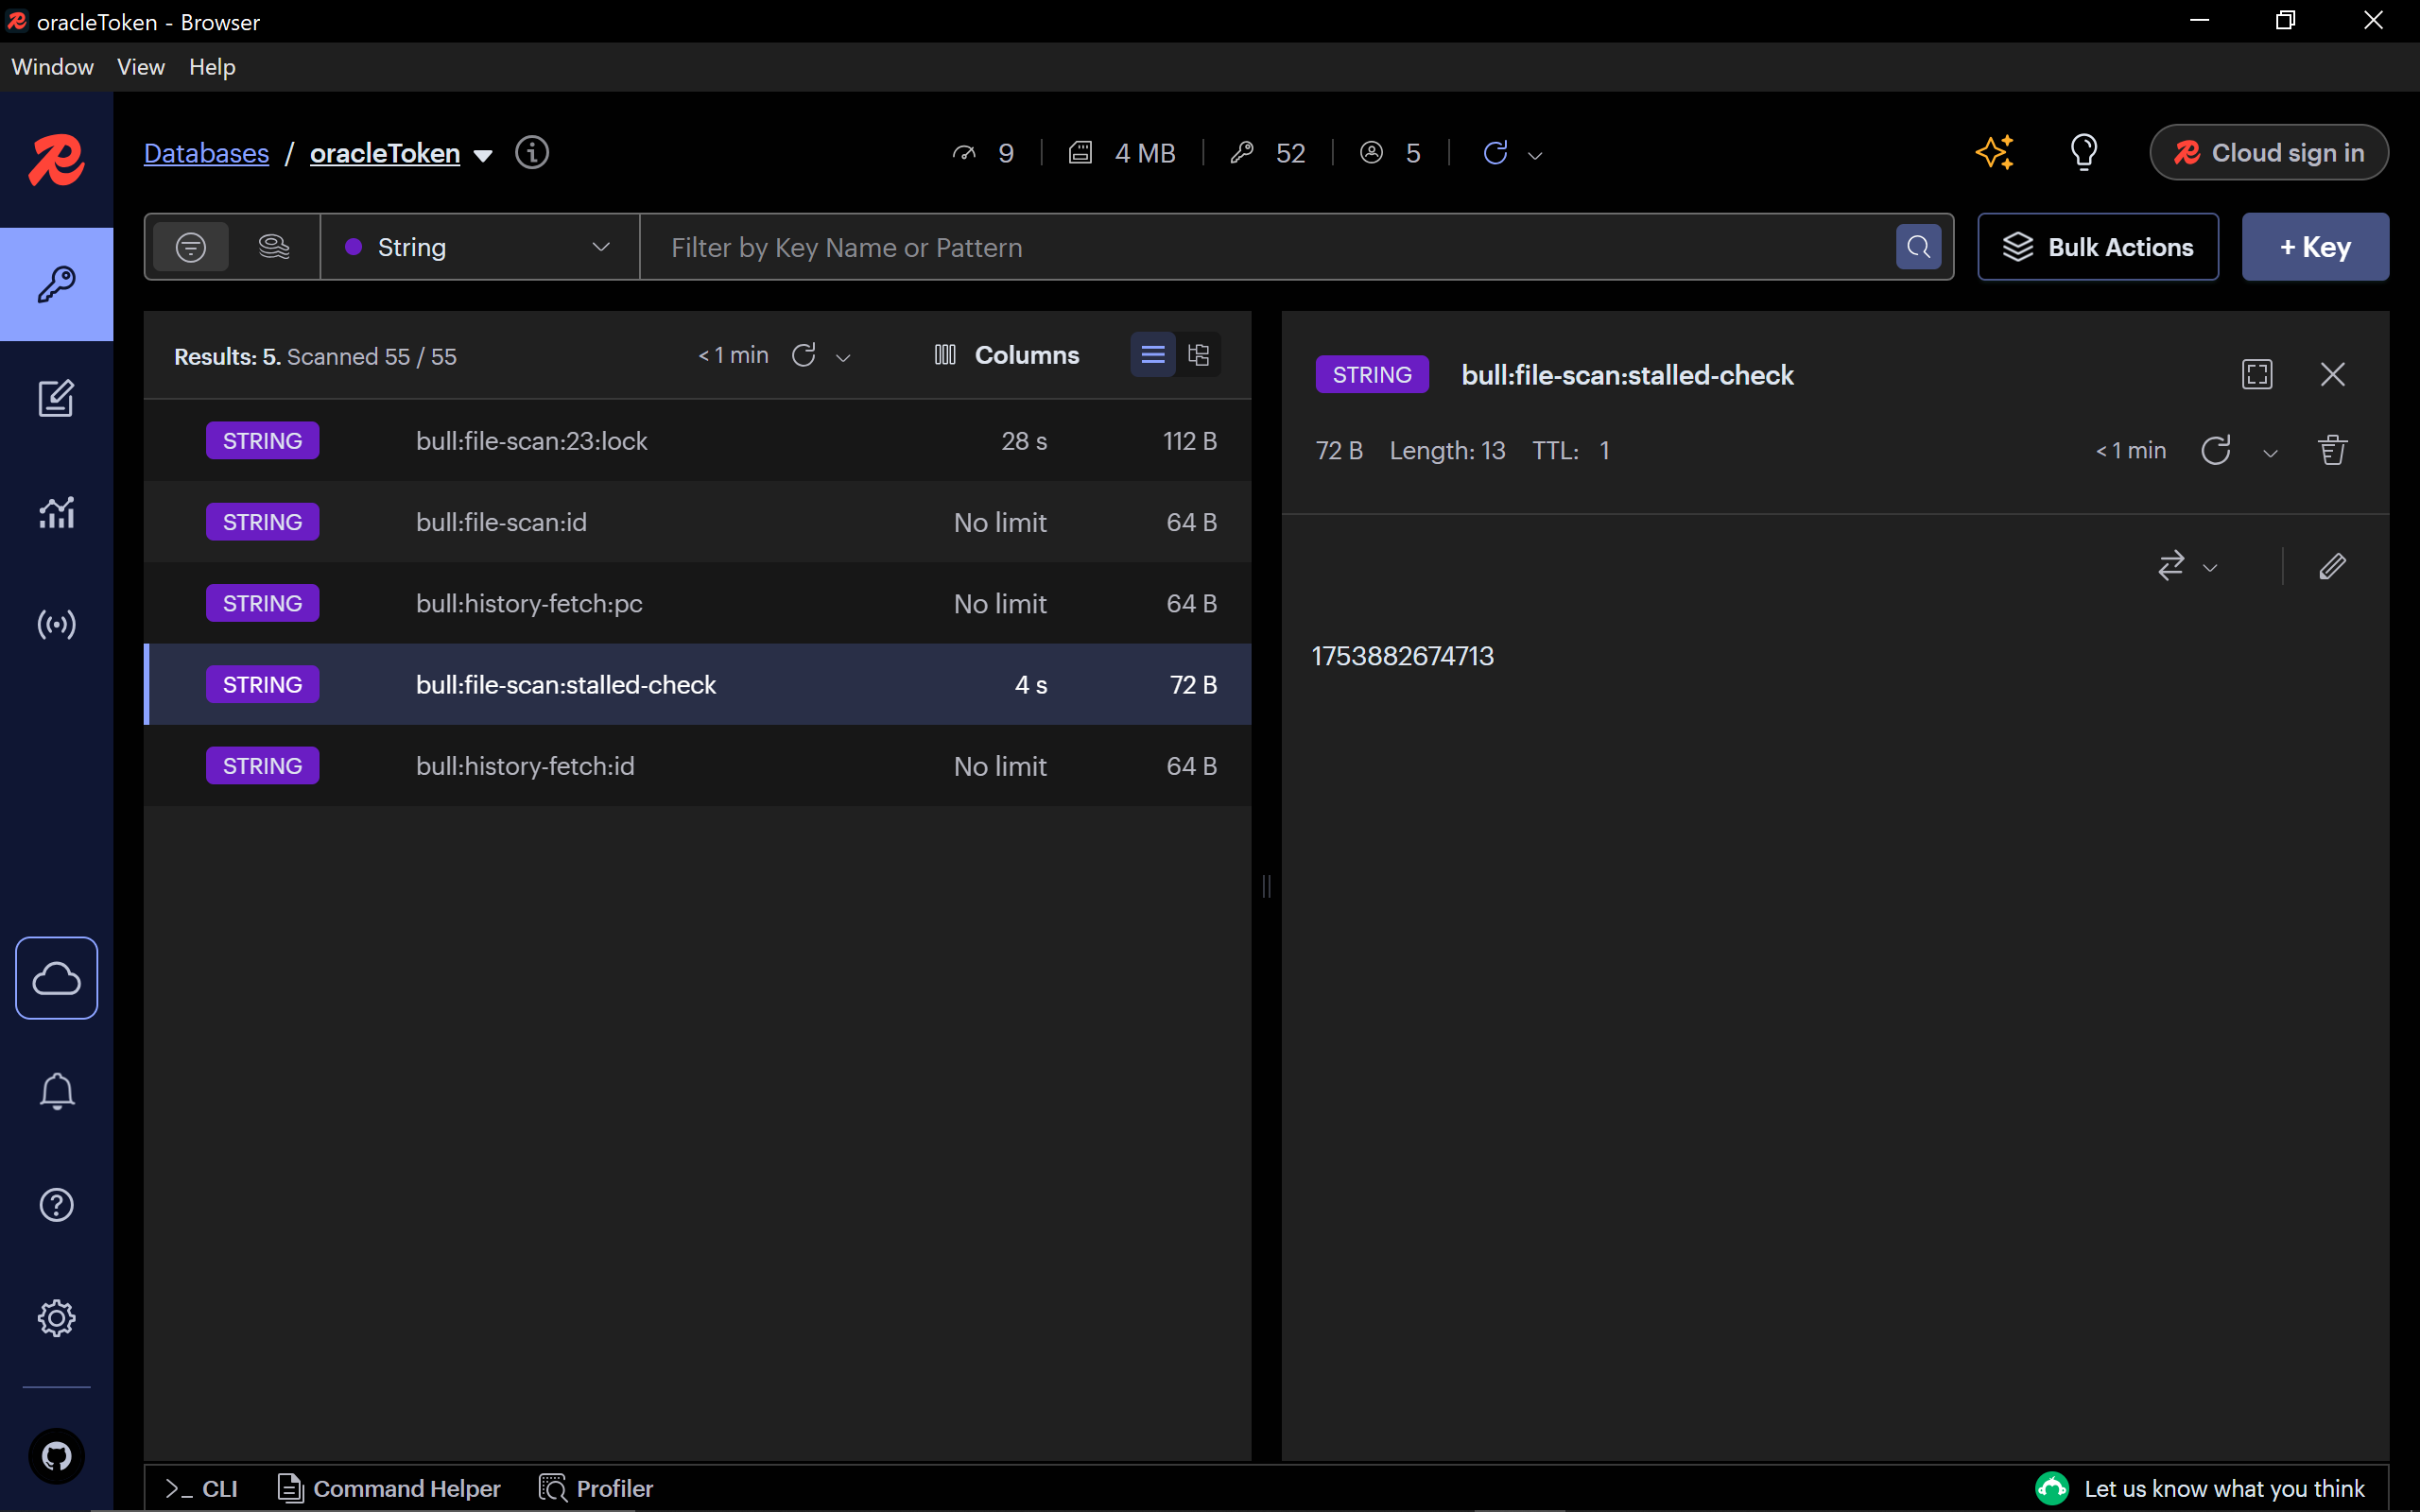 oracleToken - Browser
Window View Help
Databases / oracleToken 9 4 MB 52 5 Cloud sign in
String Filter by Key Name or Pattern Bulk Actions + Key
Results: 5. Scanned 55 / 55 < 1 min Columns
STRING bull:file-scan:23:lock 28 s 112 B
STRING bull:file-scan:id No limit 64 B
STRING bull:history-fetch:pc No limit 64 B
STRING bull:file-scan:stalled-check 4 s 72 B
STRING bull:history-fetch:id No limit 64 B
STRING bull:file-scan:stalled-check
72 B Length: 13 TTL: 1 < 1 min
1753882674713
>_ CLI Command Helper Profiler Let us know what you think